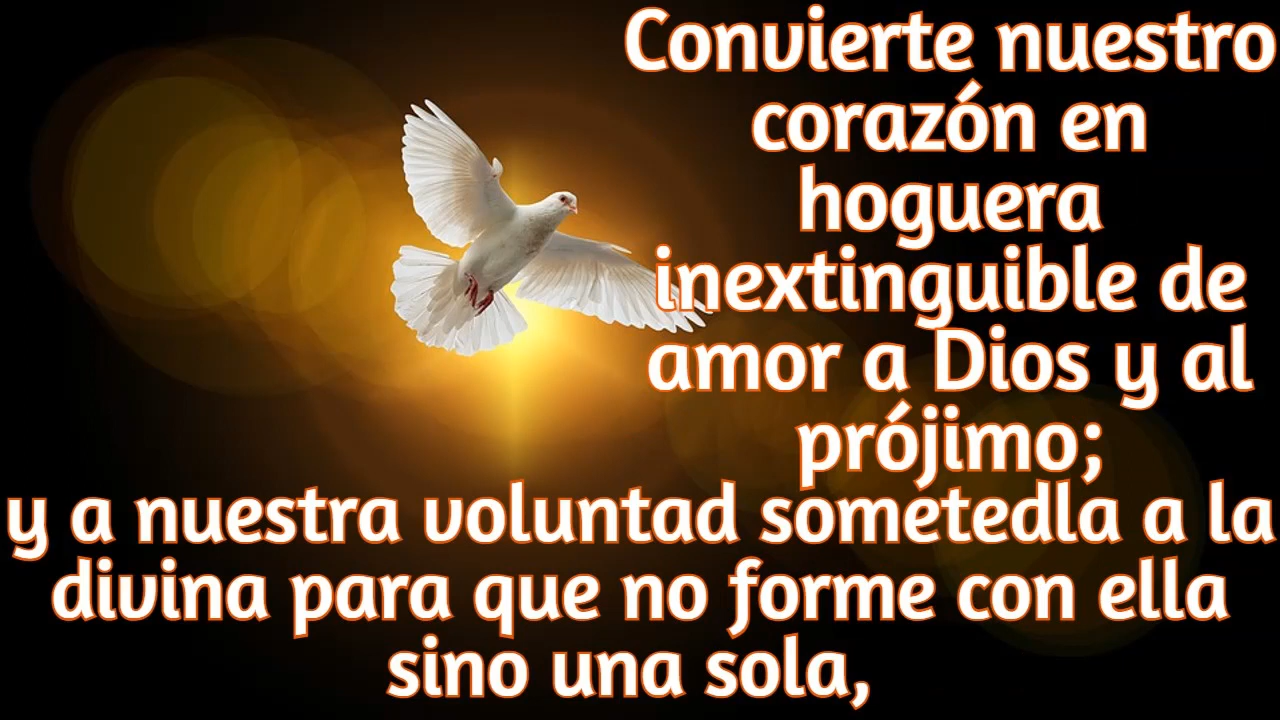 Convierte nuestro
corazón en
hoguera
inextinguible de
amor a Dios y al
prójimo;
y a nuestra voluntad sometedla a la
divina para que no forme con ella
sino una sola,